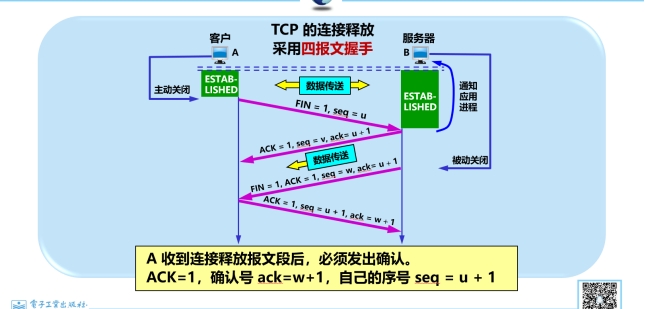 TCP 的连接释放
采用四报文握手
客户
A
服务器
B
ESTAB-
LISHED
ESTAB-
LISHED
主动关闭
数据传送
通知
应用
进程
FIN = 1, seq = u
ACK = 1, seq = v, ack= u + 1
数据传送
被动关闭
FIN = 1, ACK = 1, seq = w, ack= u + 1
ACK = 1, seq = u + 1, ack = w + 1
A 收到连接释放报文段后，必须发出确认。
ACK=1，确认号 ack=w+1，自己的序号 seq = u + 1
电子工业出版社